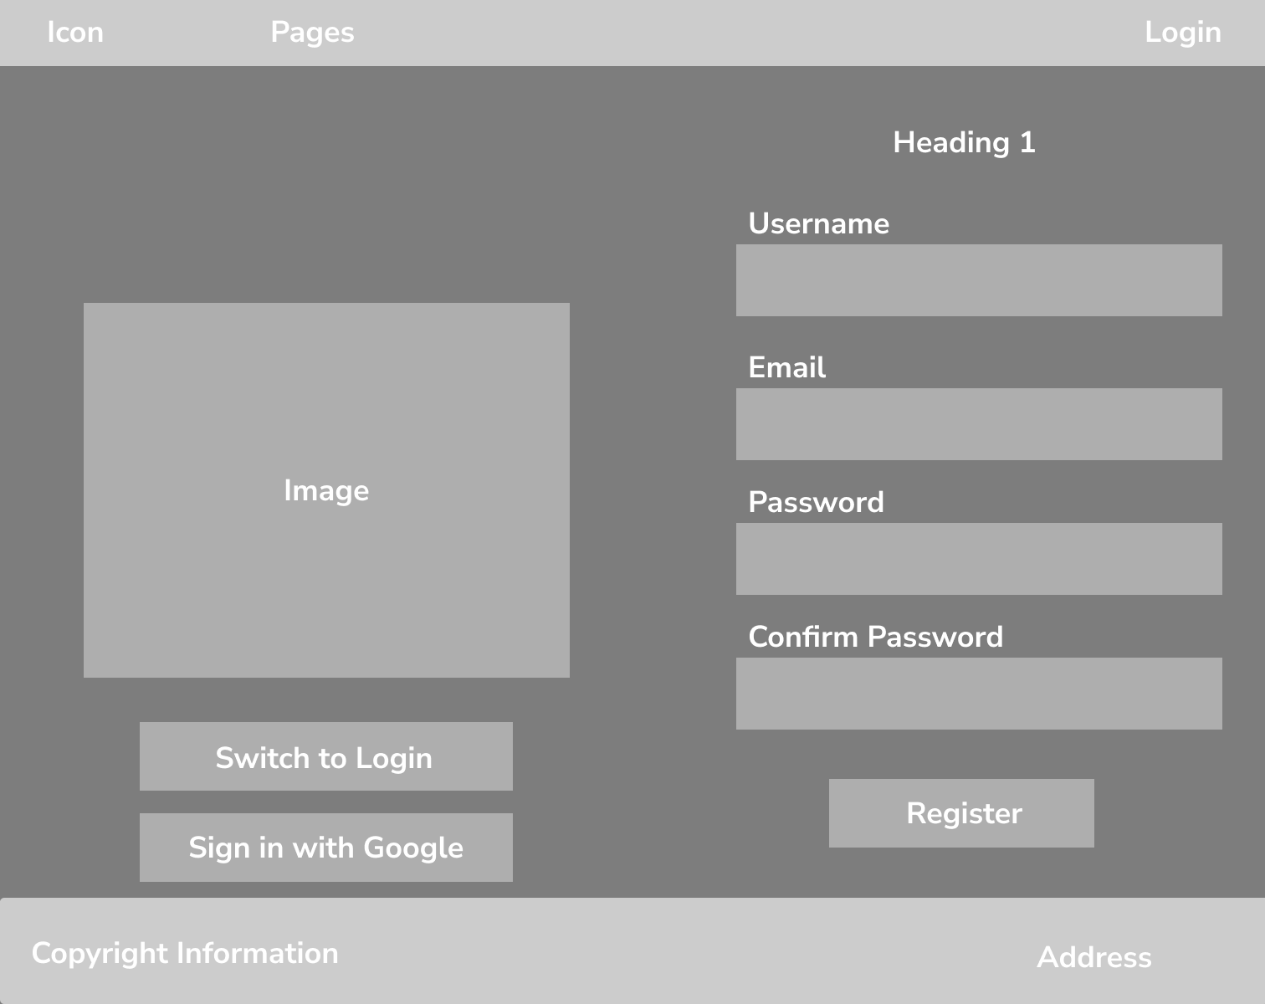 Icon
Pages
Login
Heading 1
Username
Email
Password
Confirm Password
Register
Image
Switch to Login
Sign in with Google
Copyright Information
Address